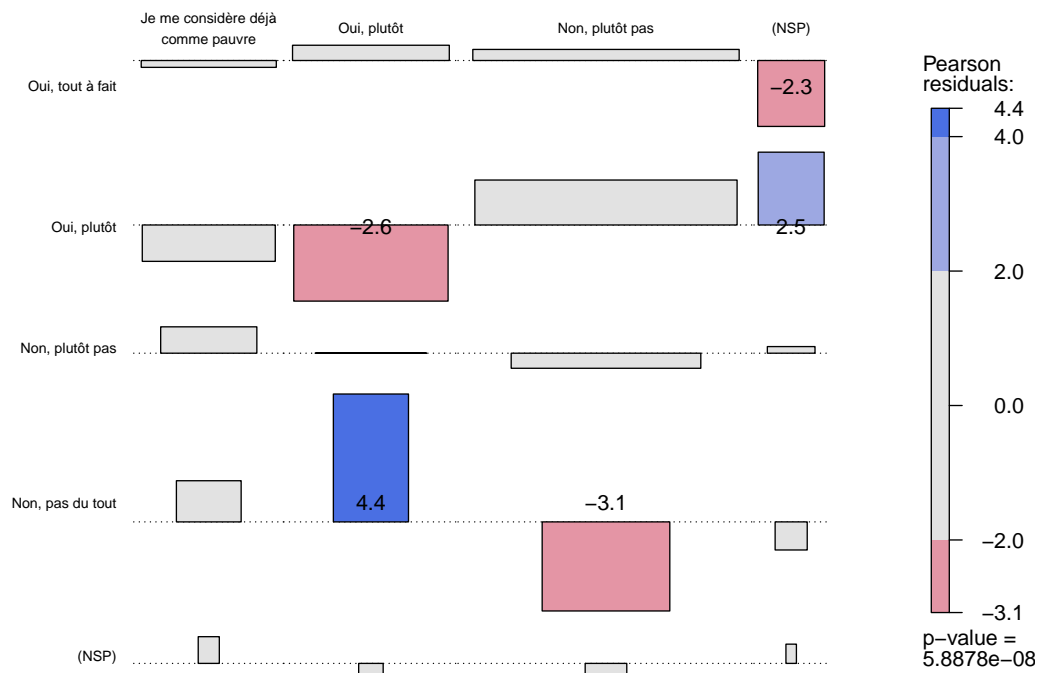 Je me considère déjà
comme pauvre
Oui, plutôt
Non, plutôt pas
(NSP)
Oui, tout à fait
−2.3
Oui, plutôt
−2.6
2.5
Non, plutôt pas
Non, pas du tout
4.4
−3.1
(NSP)
Pearson
residuals:
4.4
4.0
2.0
0.0
−2.0
−3.1
p−value =
5.8878e−08